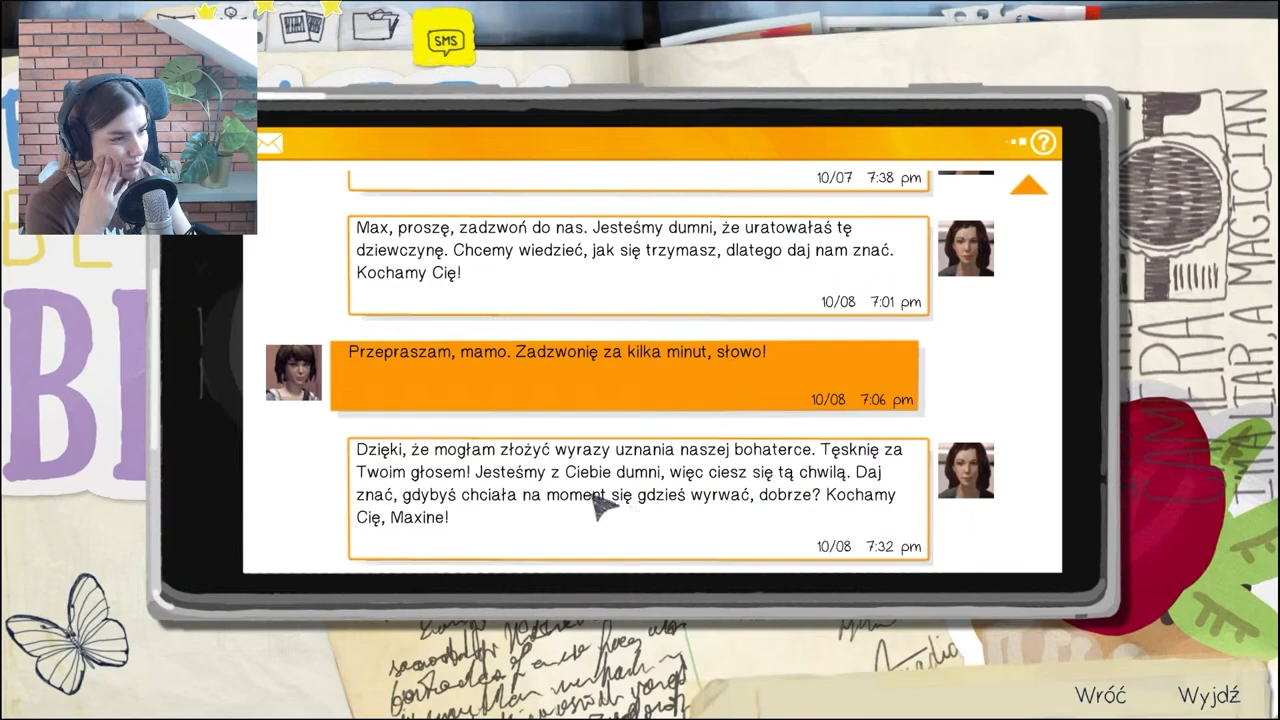 SMS
10/07 7:38 pm
Max, proszę, zadzwoń do nas. Jesteśmy dumni, że uratowałaś tę
dziewczynę. Chcemy wiedzieć, jak się trzymasz, dlatego daj nam znać.
Kochamy Cię!
10/08 7:01 pm
Przepraszam, mamo. Zadzwonię za kilka minut, słowo!
10/08 7:06 pm
Dzięki, że mogłam złożyć wyrazy uznania naszej bohaterce. Tęsknię za
Twoim głosem! Jesteśmy z Ciebie dumni, więc ciesz się tą chwilą. Daj
znać, gdybyś chciała na moment się gdzieś wyrwać, dobrze? Kochamy
Cię, Maxine!
10/08 7:32 pm
CAMERA
A MAGICIAN
Wróć Wyjdź